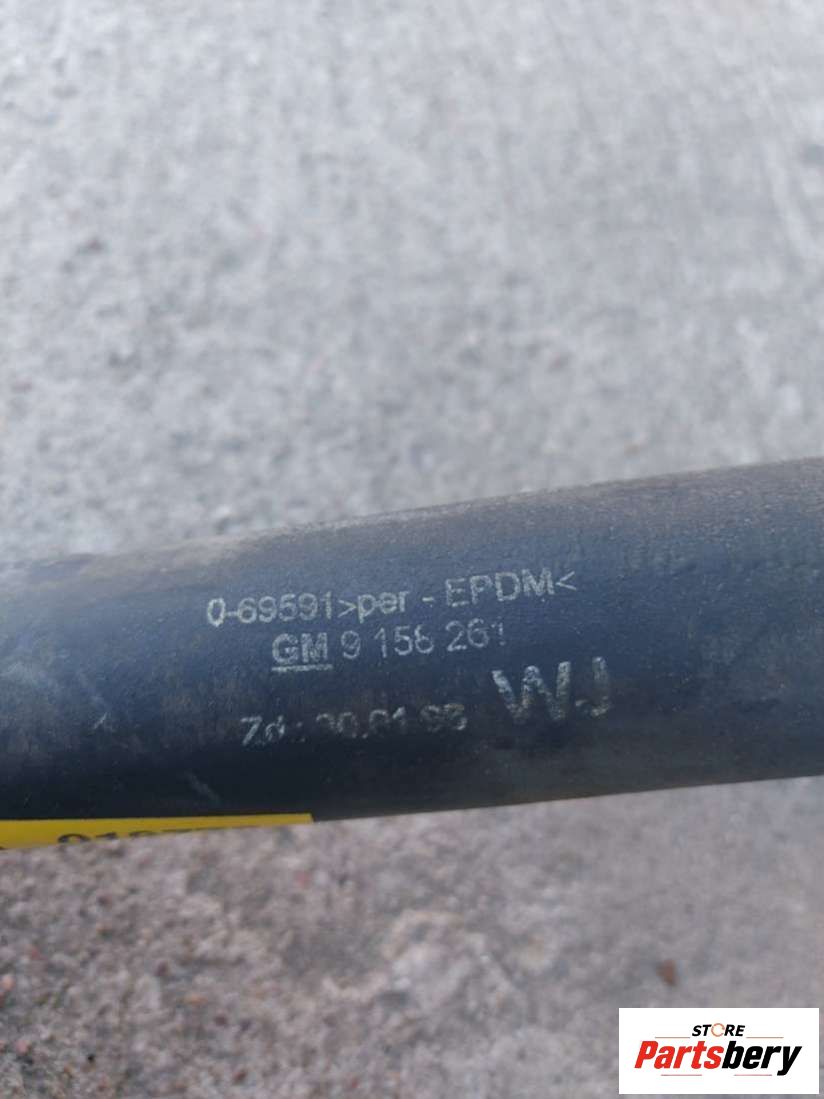 0-69591>per - EPDM<
GM 9 156 261
WJ
STORE
Partsbery